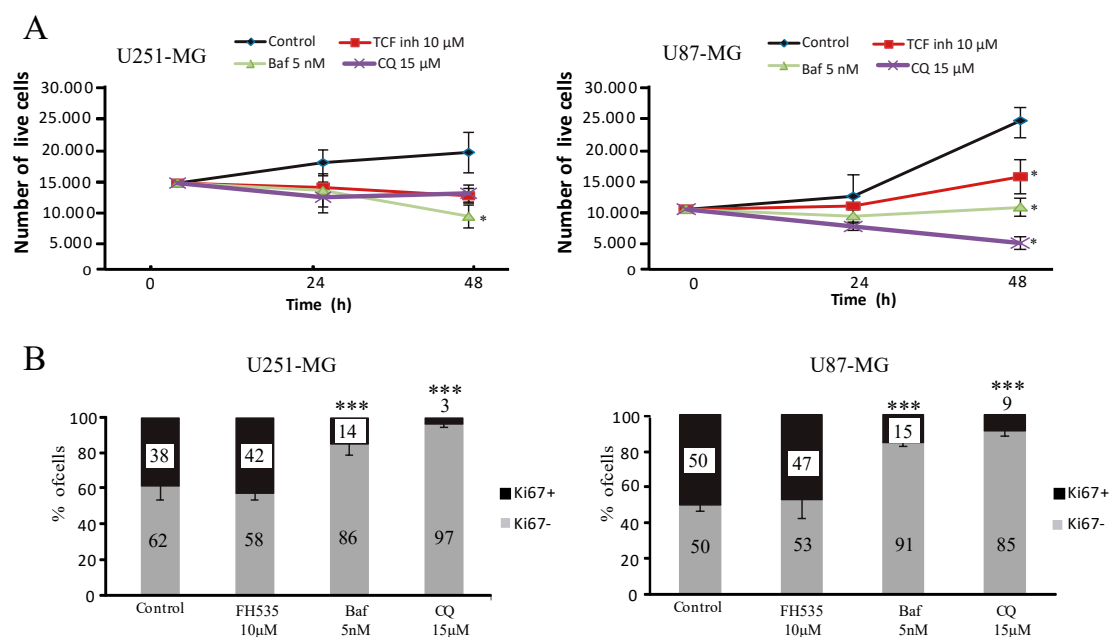 A
U251-MG
Control
TCF inh 10 µM
Baf 5 nM
CQ 15 µM
Number of live cells
30.000
25.000
20.000
15.000
10.000
5.000
0
*
0
24
48
Time (h)
U87-MG
Control
TCF inh 10 µM
Baf 5 nM
CQ 15 µM
Number of live cells
30.000
25.000
20.000
15.000
10.000
5.000
0
*
*
*
0
24
48
Time (h)
B
U251-MG
% ofcells
100
80
60
40
20
0
38
62
42
58
***
14
86
***
3
97
Ki67+
Ki67-
Control
FH535
10µM
Baf
5nM
CQ
15µM
U87-MG
% ofcells
100
80
60
40
20
0
50
50
47
53
***
15
91
***
9
85
Ki67+
Ki67-
Control
FH535
10µM
Baf
5nM
CQ
15µM